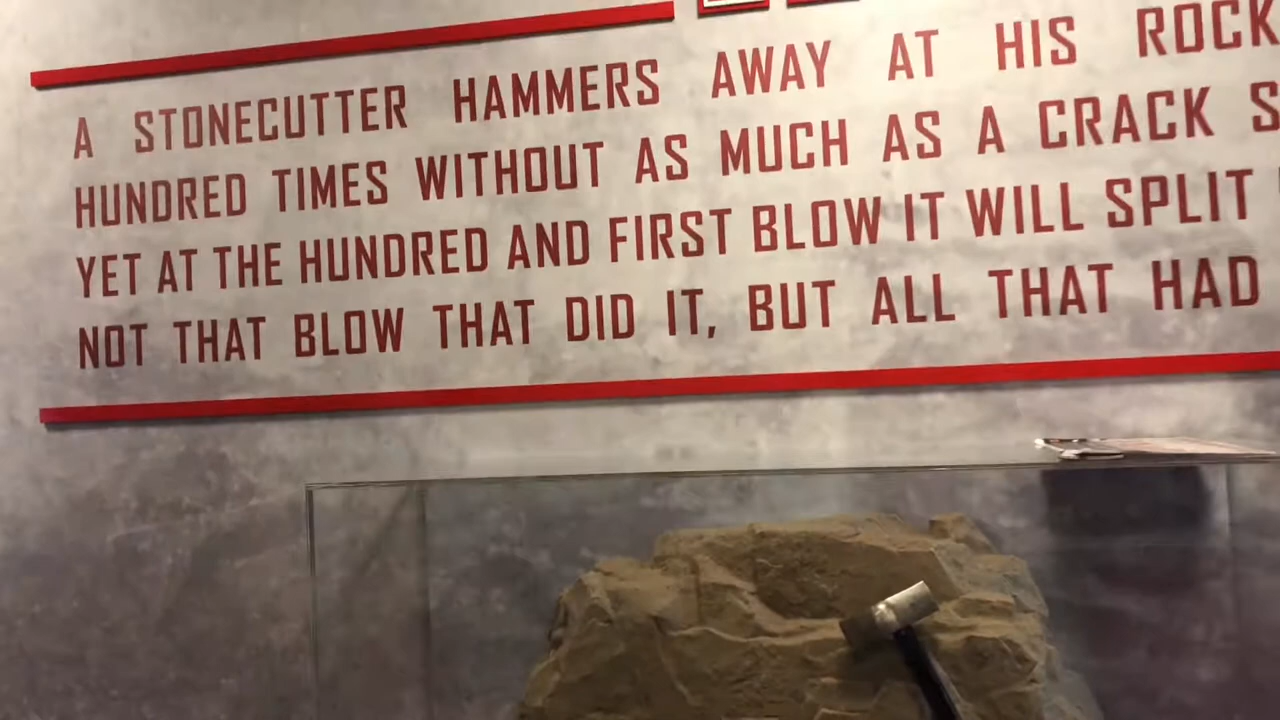 A STONECUTTER HAMMERS AWAY AT HIS ROCK
HUNDRED TIMES WITHOUT AS MUCH AS A CRACK
YET AT THE HUNDRED AND FIRST BLOW IT WILL SPLIT
NOT THAT BLOW THAT DID IT, BUT ALL THAT HAD